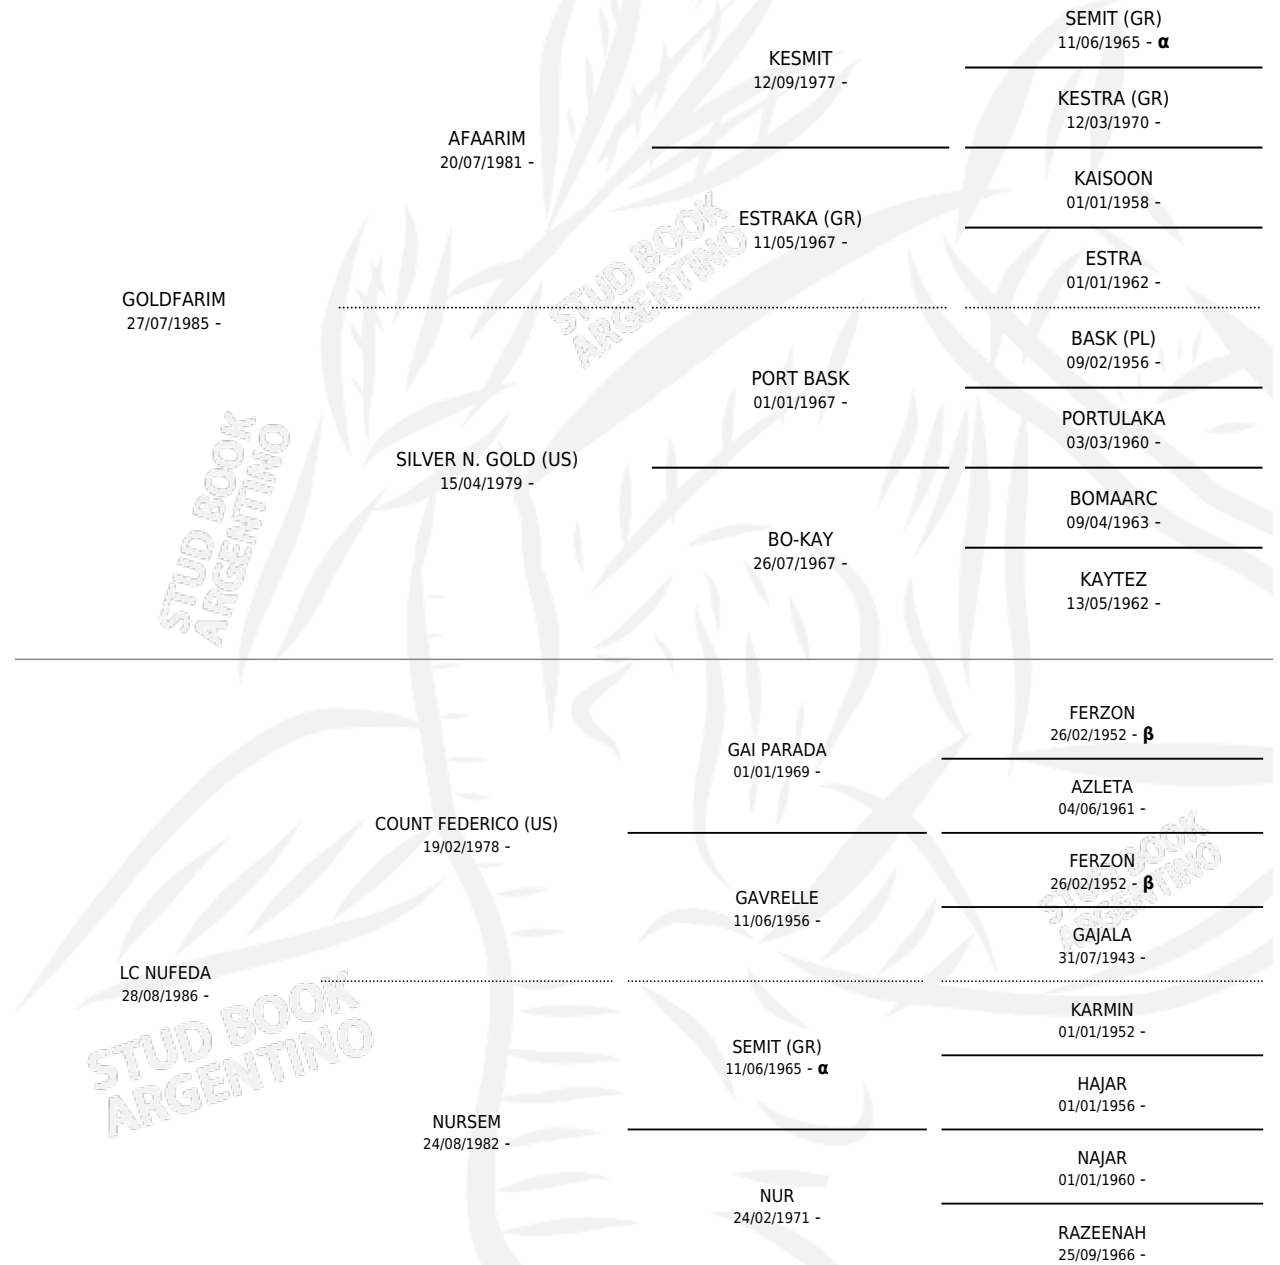 GOLDFARIM
27/07/1985 -
AFAARIM
20/07/1981 -
SILVER N. GOLD (US)
15/04/1979 -
KESMIT
12/09/1977 -
ESTRAKA (GR)
11/05/1967 -
PORT BASK
01/01/1967 -
BO-KAY
26/07/1967 -
SEMIT (GR)
11/06/1965 - α
KESTRA (GR)
12/03/1970 -
KAISOON
01/01/1958 -
ESTRA
01/01/1962 -
BASK (PL)
09/02/1956 -
PORTULAKA
03/03/1960 -
BOMAARC
09/04/1963 -
KAYTEZ
13/05/1962 -
STUD BOOK
ARGENTINO
STUD BOOK
ARGENTINO
LC NUFEDA
28/08/1986 -
COUNT FEDERICO (US)
19/02/1978 -
NURSEM
24/08/1982 -
GAI PARADA
01/01/1969 -
GAVRELLE
11/06/1956 -
SEMIT (GR)
11/06/1965 - α
NUR
24/02/1971 -
FERZON
26/02/1952 - β
AZLETA
04/06/1961 -
FERZON
26/02/1952 - β
GAJALA
31/07/1943 -
KARMIN
01/01/1952 -
HAJAR
01/01/1956 -
NAJAR
01/01/1960 -
RAZEENAH
25/09/1966 -
STUD BOOK
ARGENTINO
STUD BOOK
ARGENTINO